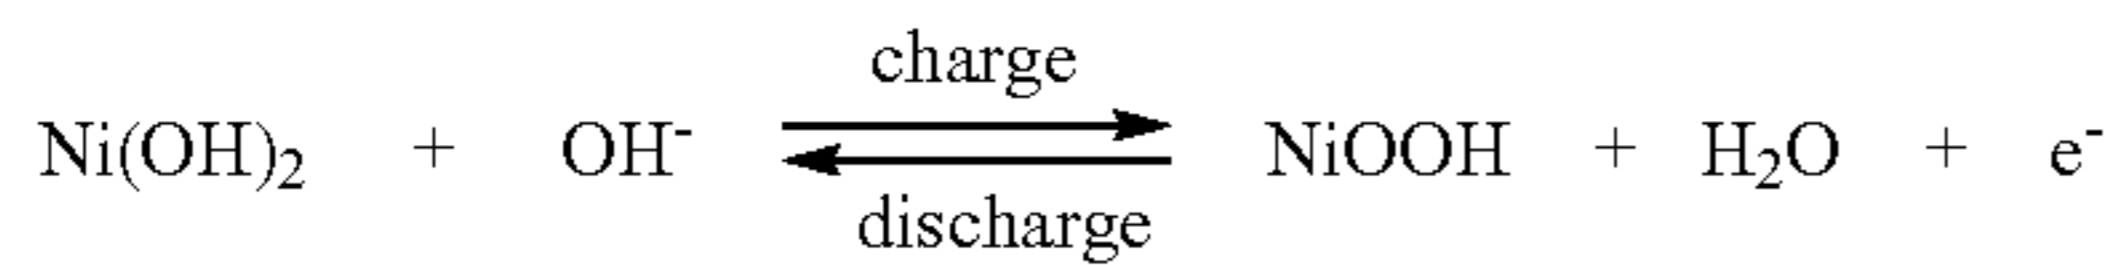 charge
Ni(OH)₂ + OH⁻ ⇌ NiOOH + H₂O + e⁻
discharge